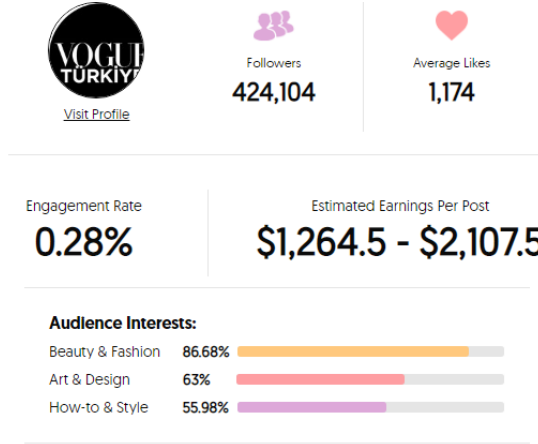 VOGUE
TÜRKİYE
Visit Profile
Followers
424,104
Average Likes
1,174
Engagement Rate
0.28%
Estimated Earnings Per Post
$1,264.5 - $2,107.5
Audience Interests:
Beauty & Fashion 86.68%
Art & Design 63%
How-to & Style 55.98%